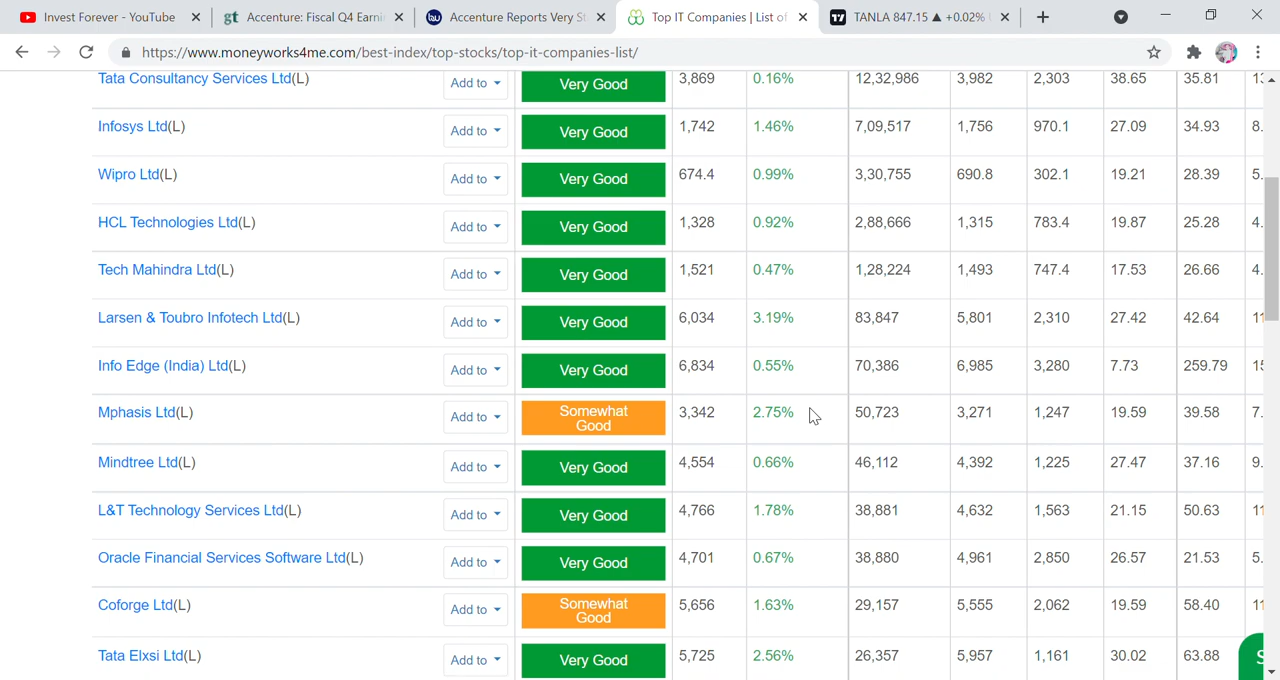 Invest Forever - YouTube
Accenture: Fiscal Q4 Earni
Accenture Reports Very S
Top IT Companies | List of
TANLA 847.15 ▲ +0.02%
https://www.moneyworks4me.com/best-index/top-stocks/top-it-companies-list/
Tata Consultancy Services Ltd(L) Add to Very Good 3,869 0.16% 12,32,986 3,982 2,303 38.65 35.81 13
Infosys Ltd(L) Add to Very Good 1,742 1.46% 7,09,517 1,756 970.1 27.09 34.93 8.
Wipro Ltd(L) Add to Very Good 674.4 0.99% 3,30,755 690.8 302.1 19.21 28.39 5.
HCL Technologies Ltd(L) Add to Very Good 1,328 0.92% 2,88,666 1,315 783.4 19.87 25.28 4.
Tech Mahindra Ltd(L) Add to Very Good 1,521 0.47% 1,28,224 1,493 747.4 17.53 26.66 4.
Larsen & Toubro Infotech Ltd(L) Add to Very Good 6,034 3.19% 83,847 5,801 2,310 27.42 42.64 11
Info Edge (India) Ltd(L) Add to Very Good 6,834 0.55% 70,386 6,985 3,280 7.73 259.79 15
Mphasis Ltd(L) Add to Somewhat Good 3,342 2.75% 50,723 3,271 1,247 19.59 39.58 7.
Mindtree Ltd(L) Add to Very Good 4,554 0.66% 46,112 4,392 1,225 27.47 37.16 9.
L&T Technology Services Ltd(L) Add to Very Good 4,766 1.78% 38,881 4,632 1,563 21.15 50.63 11
Oracle Financial Services Software Ltd(L) Add to Very Good 4,701 0.67% 38,880 4,961 2,850 26.57 21.53 5.
Coforge Ltd(L) Add to Somewhat Good 5,656 1.63% 29,157 5,555 2,062 19.59 58.40 11
Tata Elxsi Ltd(L) Add to Very Good 5,725 2.56% 26,357 5,957 1,161 30.02 63.88